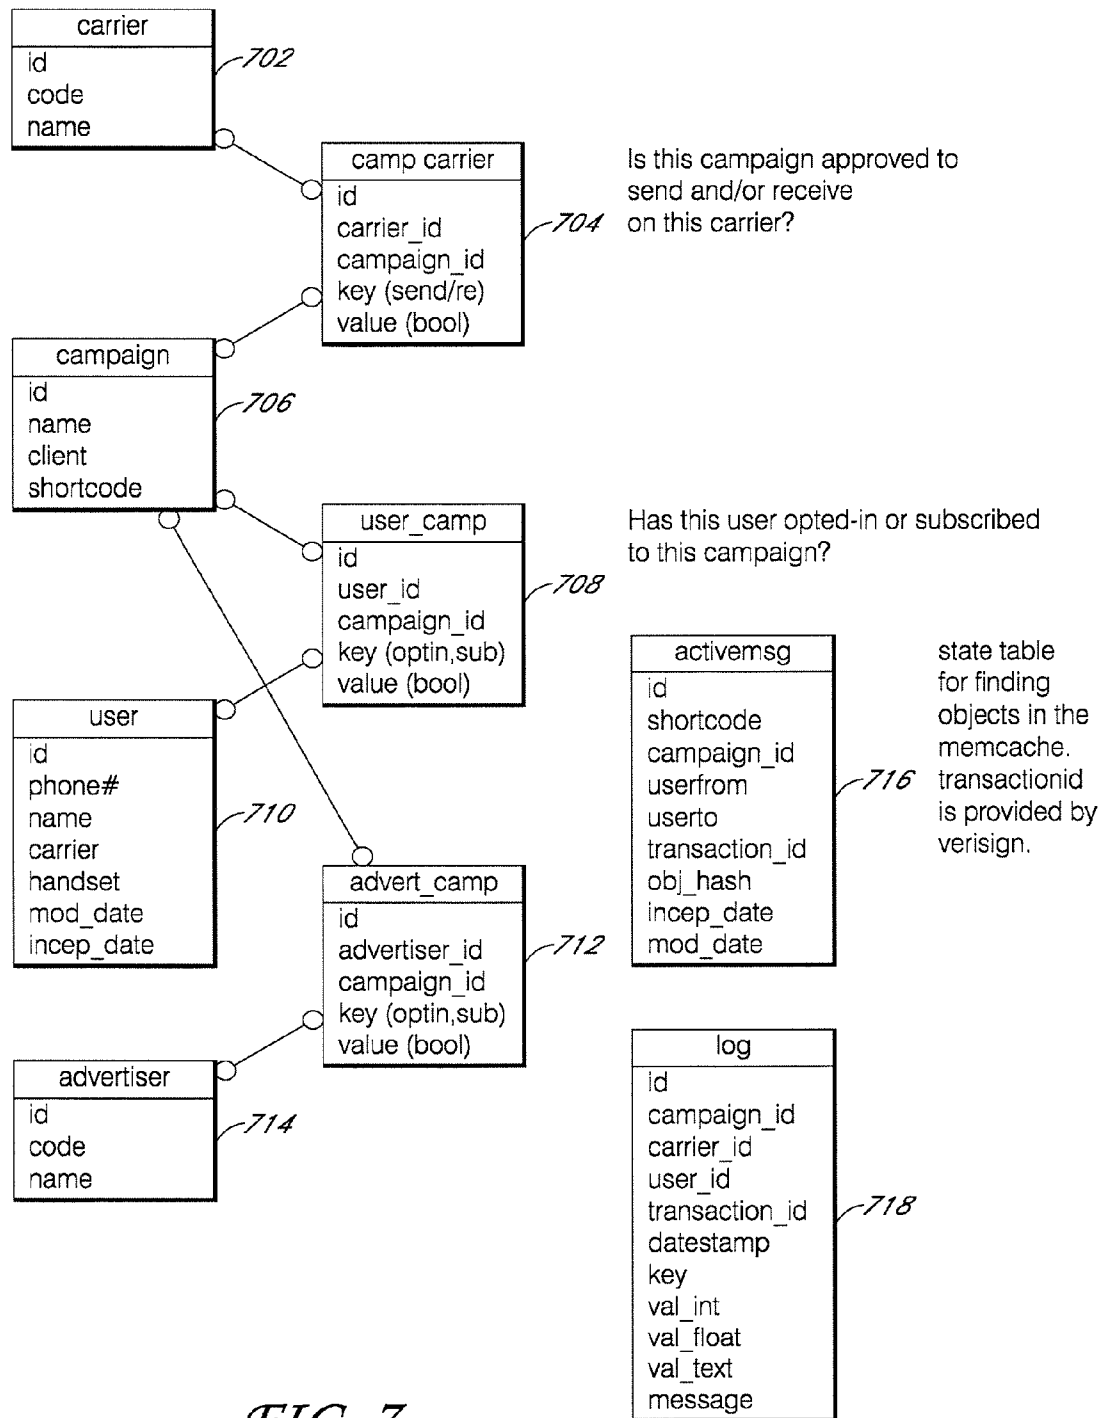 carrier
id
code
name
702
camp carrier
id
carrier_id
campaign_id
key (send/re)
value (bool)
704
Is this campaign approved to
send and/or receive
on this carrier?
campaign
id
name
client
shortcode
706
user_camp
id
user_id
campaign_id
key (optin,sub)
value (bool)
708
Has this user opted-in or subscribed
to this campaign?
user
id
phone#
name
carrier
handset
mod_date
incep_date
710
activemsg
id
shortcode
campaign_id
userfrom
userto
transaction_id
obj_hash
incep_date
mod_date
716
state table
for finding
objects in the
memcache.
transactionid
is provided by
verisign.
advert_camp
id
advertiser_id
campaign_id
key (optin,sub)
value (bool)
712
advertiser
id
code
name
714
log
id
campaign_id
carrier_id
user_id
transaction_id
datestamp
key
val_int
val_float
val_text
message
718
FIG. 7